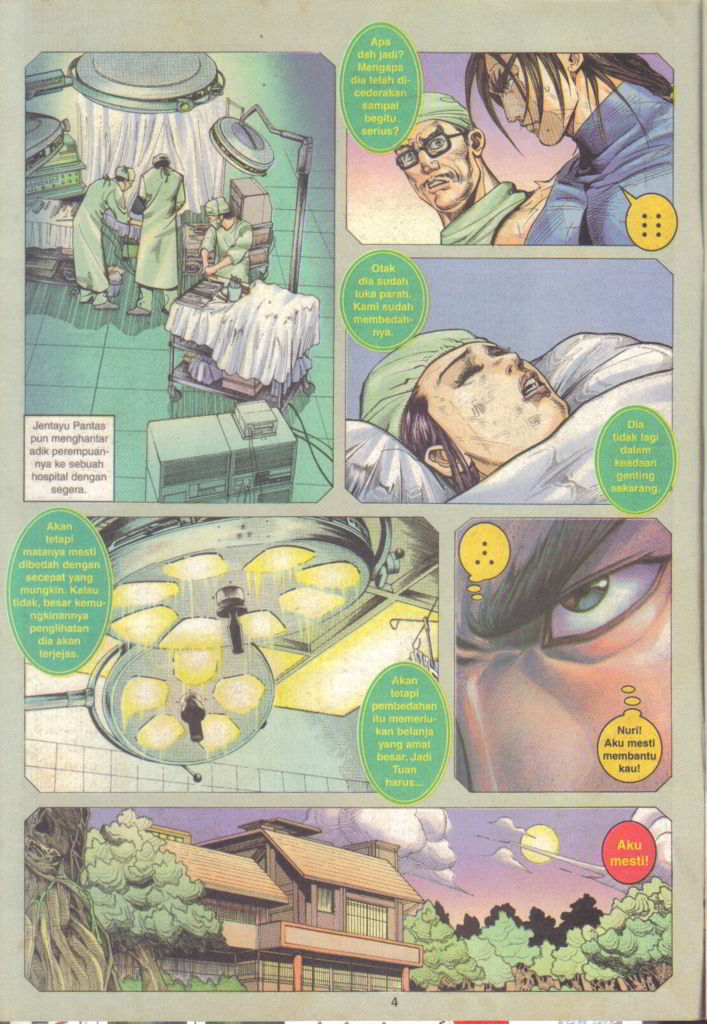 Jentayu Pantas
pun menghantar
adik perempuan-
nya ke sebuah
hospital dengan
segera.
Apa
dah jadi?
Mengapa
dia telah di-
cederakan
sampai
begitu
serius?
Otak
dia sudah
luka parah.
Kami sudah
membedah-
nya.
Dia
tidak lagi
dalam
keadaan
genting
sekarang.
Akan
tetapi
matanya mesti
dibedah dengan
secepat yang
mungkin. Kalau
tidak, besar kemu-
ngkinannya
penglihatan
dia akan
terjejas.
Akan
tetapi
pembedahan
itu memerlu-
kan belanja
yang amat
besar. Jadi
Tuan
harus...
Nuri!
Aku mesti
membantu
kau!
Aku
mesti!
4